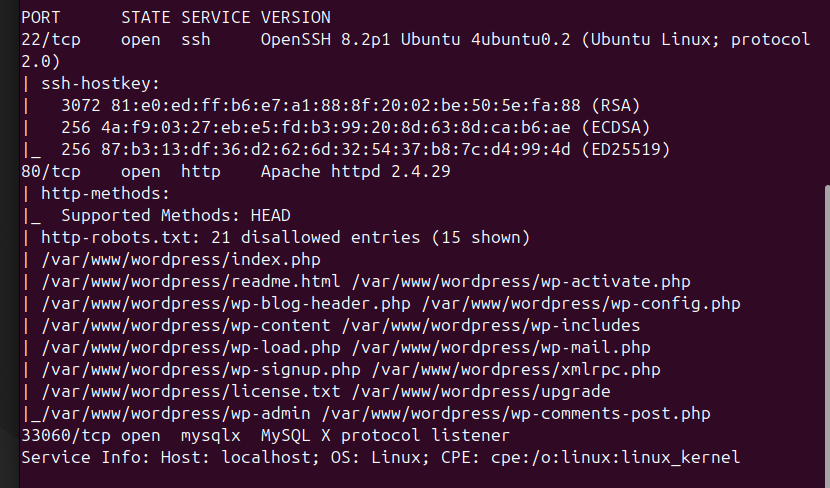 PORT      STATE SERVICE VERSION
22/tcp    open  ssh     OpenSSH 8.2p1 Ubuntu 4ubuntu0.2 (Ubuntu Linux; protocol
2.0)
| ssh-hostkey:
|   3072 81:e0:ed:ff:b6:e7:a1:88:8f:20:02:be:50:5e:fa:88 (RSA)
|   256 4a:f9:03:27:eb:e5:fd:b3:99:20:8d:63:8d:ca:b6:ae (ECDSA)
|_  256 87:b3:13:df:36:d2:62:6d:32:54:37:b8:7c:d4:99:4d (ED25519)
80/tcp    open  http    Apache httpd 2.4.29
| http-methods:
|_  Supported Methods: HEAD
| http-robots.txt: 21 disallowed entries (15 shown)
| /var/www/wordpress/index.php
| /var/www/wordpress/readme.html /var/www/wordpress/wp-activate.php
| /var/www/wordpress/wp-blog-header.php /var/www/wordpress/wp-config.php
| /var/www/wordpress/wp-content /var/www/wordpress/wp-includes
| /var/www/wordpress/wp-load.php /var/www/wordpress/wp-mail.php
| /var/www/wordpress/wp-signup.php /var/www/wordpress/xmlrpc.php
| /var/www/wordpress/license.txt /var/www/wordpress/upgrade
|_/var/www/wordpress/wp-admin /var/www/wordpress/wp-comments-post.php
33060/tcp open  mysqlx  MySQL X protocol listener
Service Info: Host: localhost; OS: Linux; CPE: cpe:/o:linux:linux_kernel